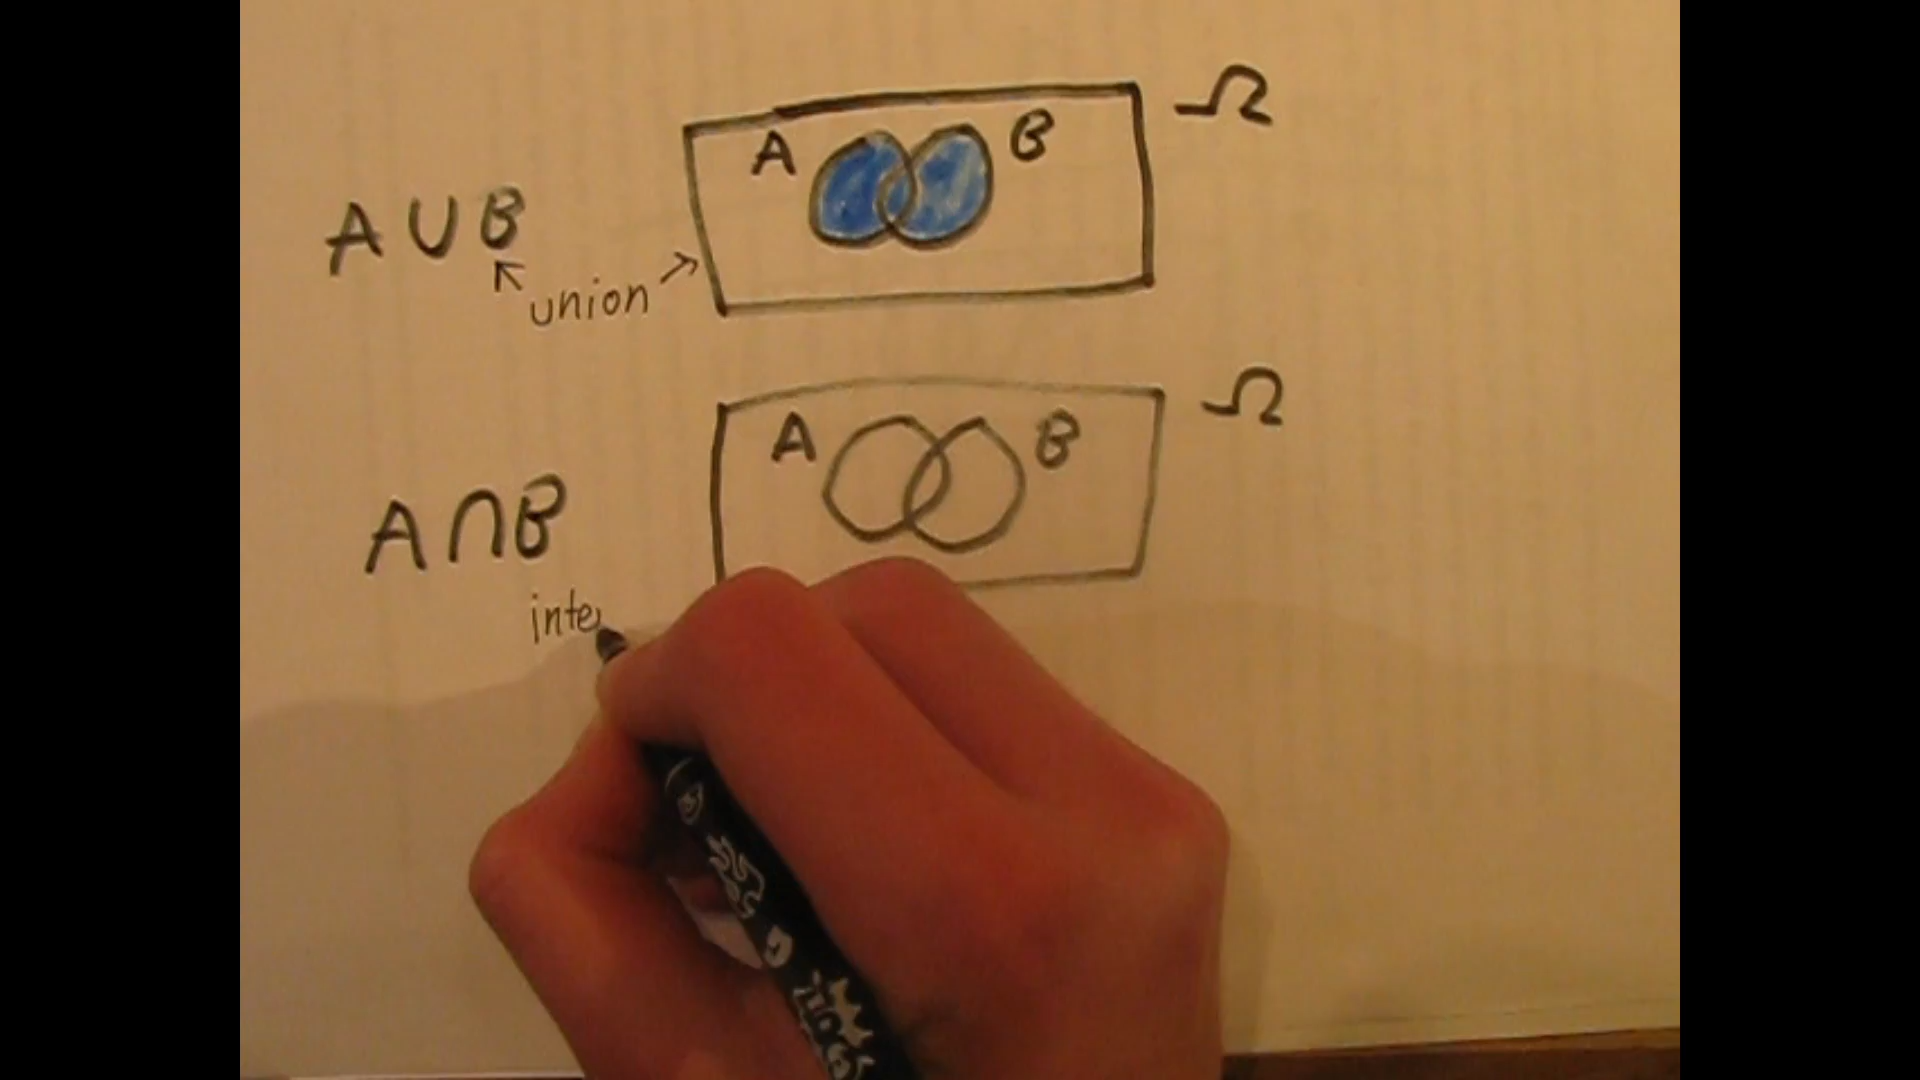 Ω
A B
A ∪ B
union
Ω
A B
A ∩ B
inte